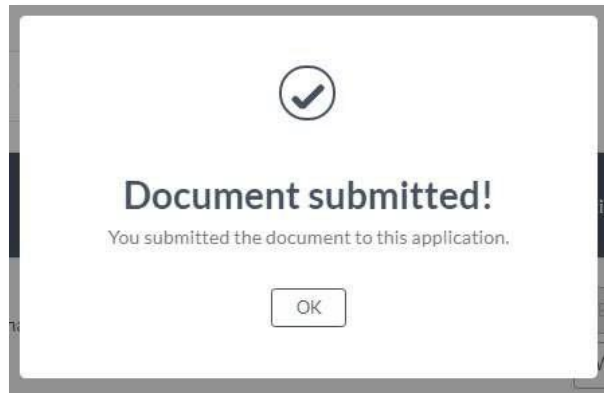 Document submitted!
You submitted the document to this application.
OK